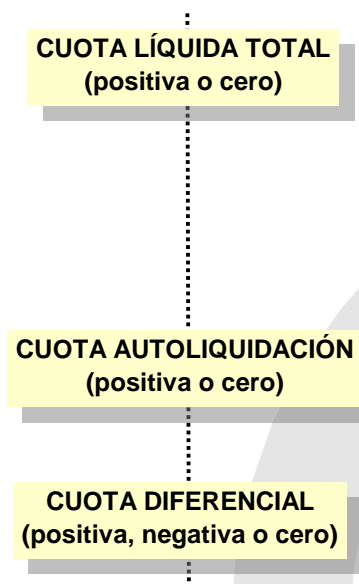 CUOTA LÍQUIDA TOTAL
(positiva o cero)
CUOTA AUTOLIQUIDACIÓN
(positiva o cero)
CUOTA DIFERENCIAL
(positiva, negativa o cero)